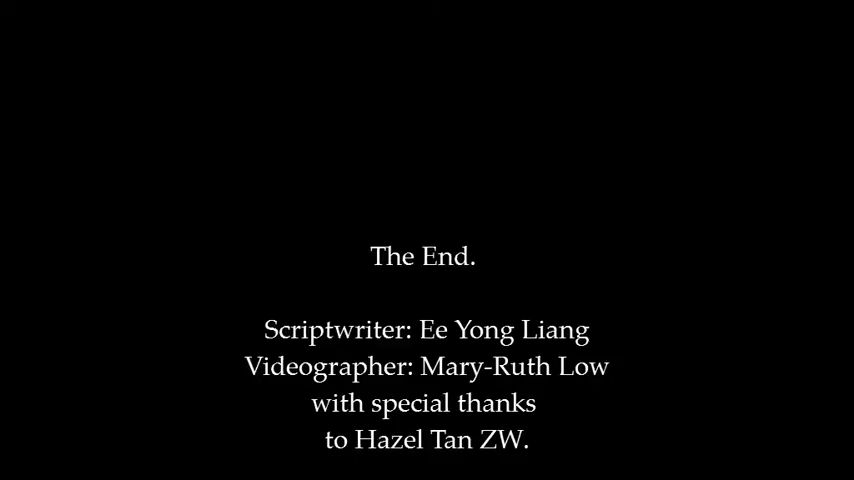 The End.
Scriptwriter: Ee Yong Liang
Videographer: Mary-Ruth Low
with special thanks
to Hazel Tan ZW.